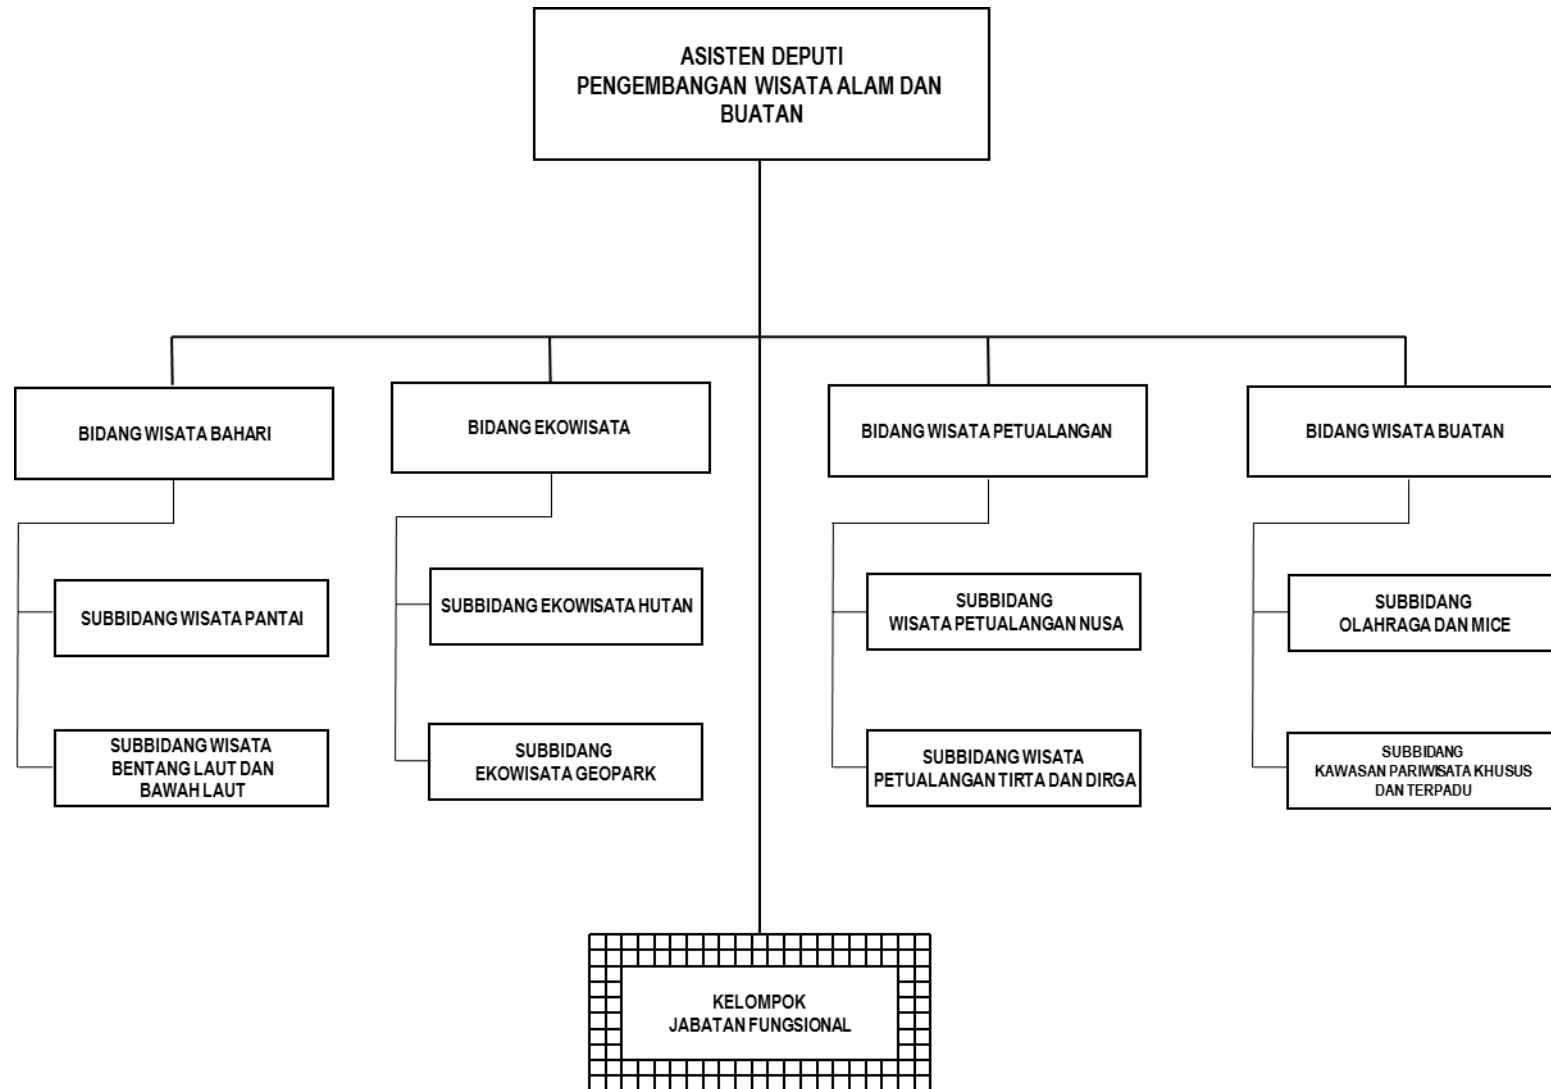 ASISTEN DEPUTI
PENGEMBANGAN WISATA ALAM DAN
BUATAN
BIDANG WISATA BAHARI
BIDANG EKOWISATA
BIDANG WISATA PETUALANGAN
BIDANG WISATA BUATAN
SUBBIDANG WISATA PANTAI
SUBBIDANG EKOWISATA HUTAN
SUBBIDANG
WISATA PETUALANGAN NUSA
SUBBIDANG
OLAHRAGA DAN MICE
SUBBIDANG WISATA
BENTANG LAUT DAN
BAWAH LAUT
SUBBIDANG
EKOWISATA GEOPARK
SUBBIDANG WISATA
PETUALANGAN TIRTA DAN DIRGA
SUBBIDANG
KAWASAN PARIWISATA KHUSUS
DAN TERPADU
KELOMPOK
JABATAN FUNGSIONAL